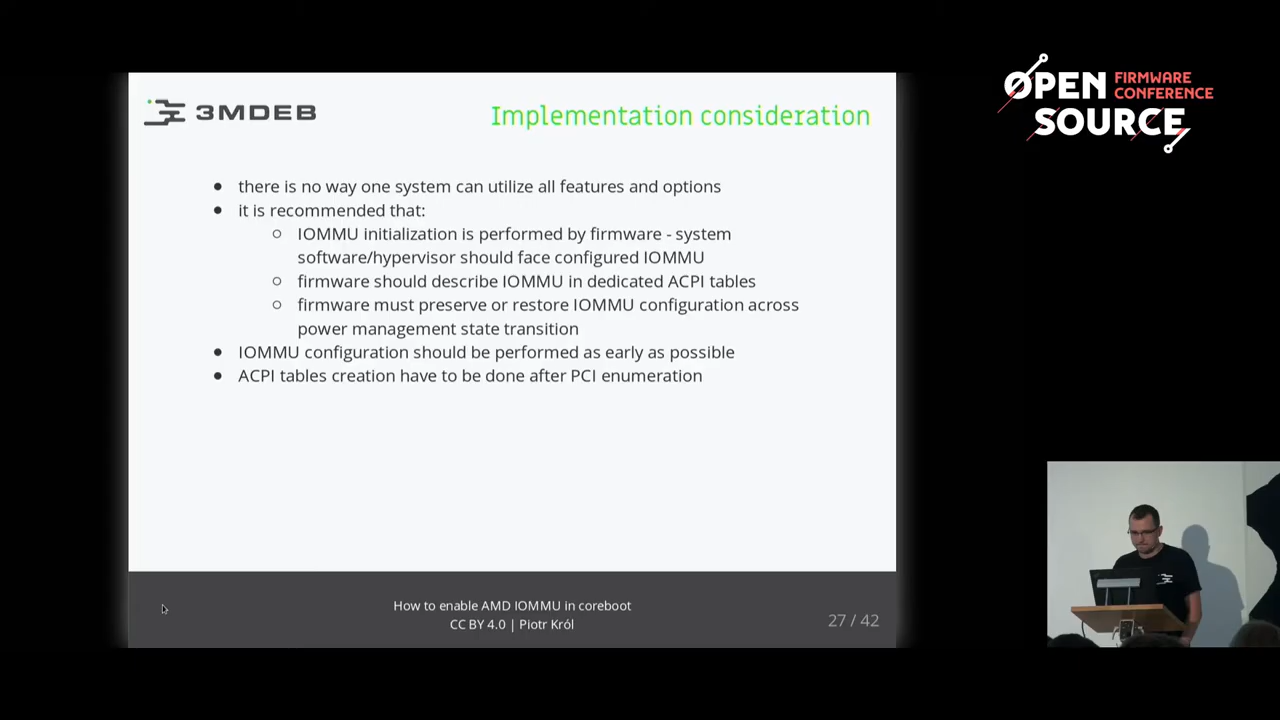 3MDEB
Implementation consideration
● there is no way one system can utilize all features and options
● it is recommended that:
○ IOMMU initialization is performed by firmware - system
software/hypervisor should face configured IOMMU
○ firmware should describe IOMMU in dedicated ACPI tables
○ firmware must preserve or restore IOMMU configuration across
power management state transition
● IOMMU configuration should be performed as early as possible
● ACPI tables creation have to be done after PCI enumeration
How to enable AMD IOMMU in coreboot
CC BY 4.0 | Piotr Król
27 / 42
OPEN
FIRMWARE
CONFERENCE
SOURCE